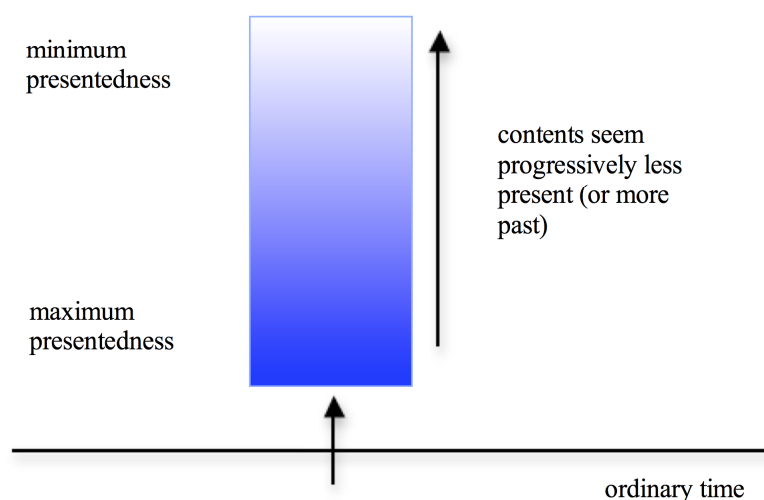 minimum
presentedness
contents seem
progressively less
present (or more
past)
maximum
presentedness
ordinary time